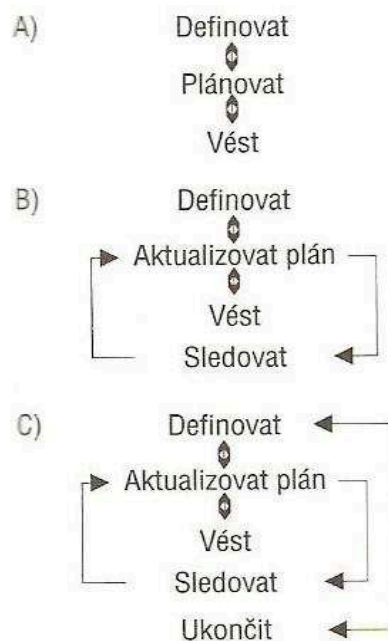 A) Definovat
Plánovat
Vést
B) Definovat
Aktualizovat plán
Vést
Sledovat
C) Definovat
Aktualizovat plán
Vést
Sledovat
Ukončit